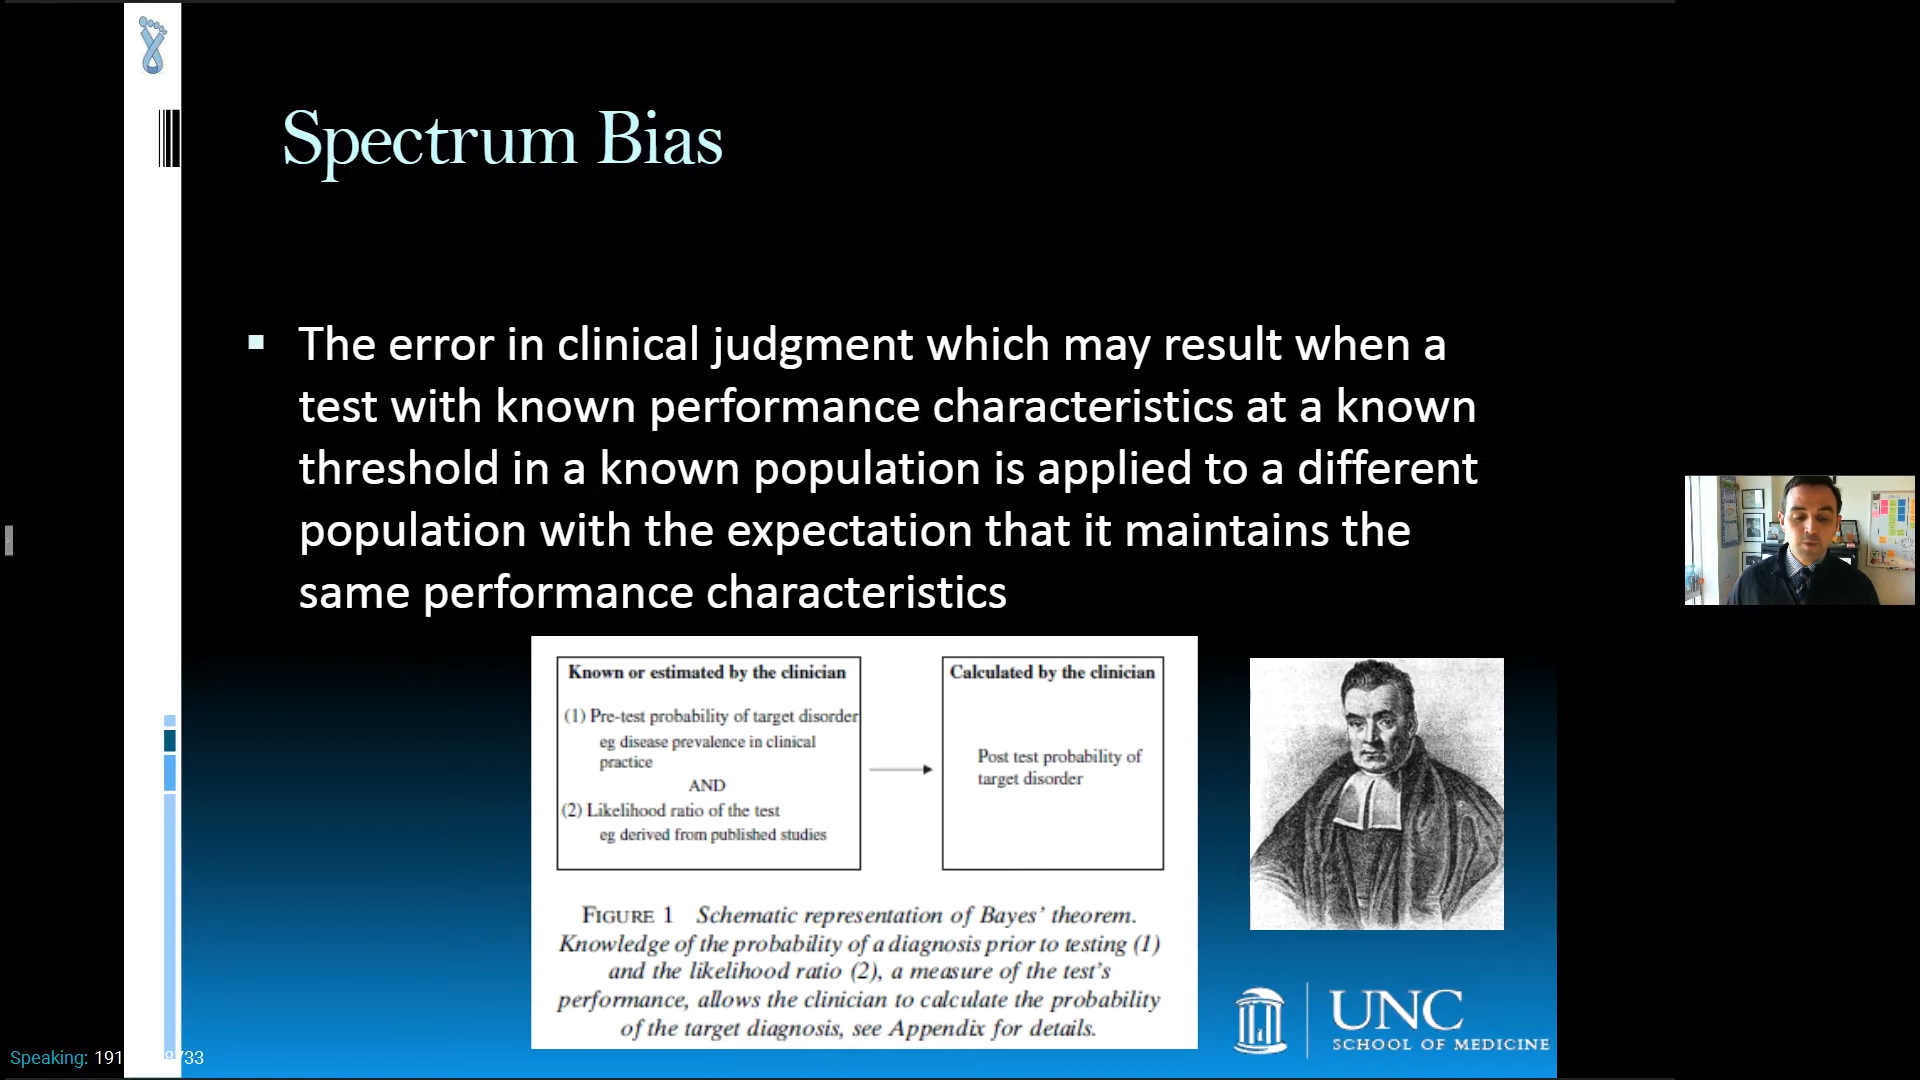 Spectrum Bias
The error in clinical judgment which may result when a
test with known performance characteristics at a known
threshold in a known population is applied to a different
population with the expectation that it maintains the
same performance characteristics
Known or estimated by the clinician
(1) Pre-test probability of target disorder
eg disease prevalence in clinical
practice
AND
(2) Likelihood ratio of the test
eg derived from published studies
Calculated by the clinician
Post test probability of
target disorder
FIGURE 1 Schematic representation of Bayes' theorem.
Knowledge of the probability of a diagnosis prior to testing (1)
and the likelihood ratio (2), a measure of the test's
performance, allows the clinician to calculate the probability
of the target diagnosis, see Appendix for details.
UNC
SCHOOL OF MEDICINE
Speaking: